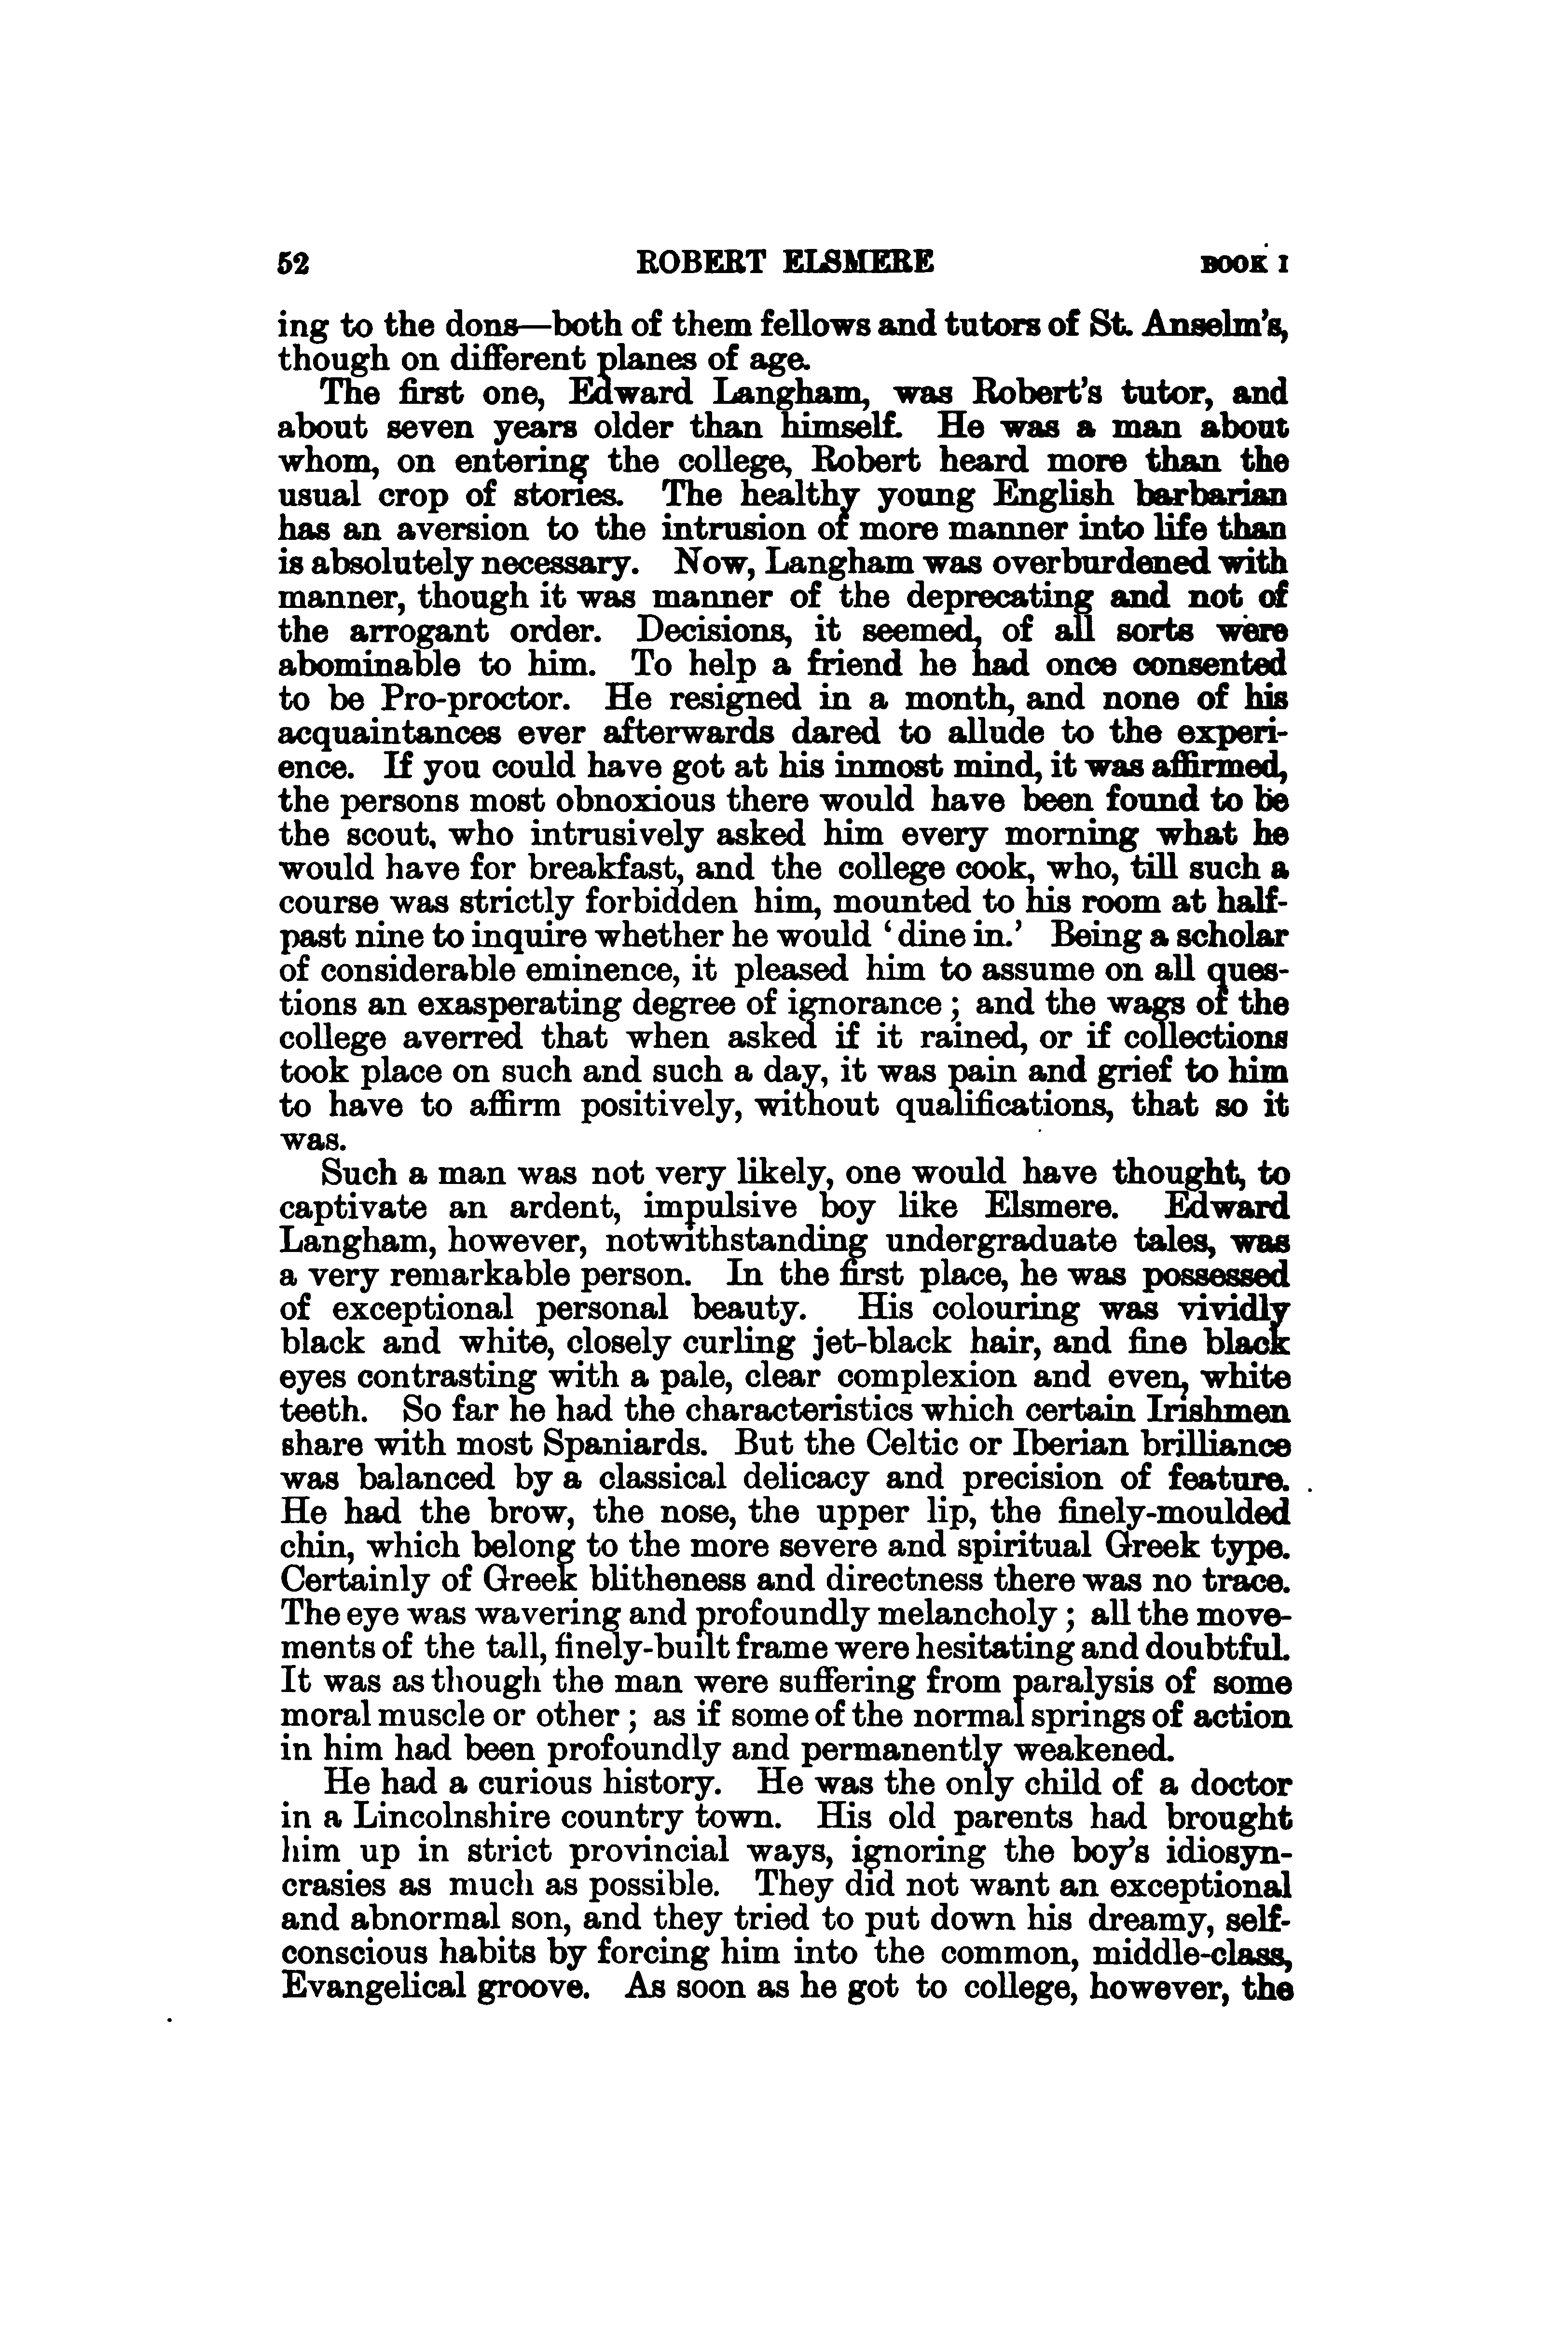 52 ROBERT ELSMERE BOOK I
ing to the dons—both of them fellows and tutors of St. Anselm's,
though on different planes of age.
The first one, Edward Langham, was Robert's tutor, and
about seven years older than himself. He was a man about
whom, on entering the college, Robert heard more than the
usual crop of stories. The healthy young English barbarian
has an aversion to the intrusion of more manner into life than
is absolutely necessary. Now, Langham was overburdened with
manner, though it was manner of the deprecating and not of
the arrogant order. Decisions, it seemed, of all sorts were
abominable to him. To help a friend he had once consented
to be Pro-proctor. He resigned in a month, and none of his
acquaintances ever afterwards dared to allude to the experi-
ence. If you could have got at his inmost mind, it was affirmed,
the persons most obnoxious there would have been found to be
the scout, who intrusively asked him every morning what he
would have for breakfast, and the college cook, who, till such a
course was strictly forbidden him, mounted to his room at half-
past nine to inquire whether he would ‘dine in.’ Being a scholar
of considerable eminence, it pleased him to assume on all ques-
tions an exasperating degree of ignorance; and the wags of the
college averred that when asked if it rained, or if collections
took place on such and such a day, it was pain and grief to him
to have to affirm positively, without qualifications, that so it
was.
Such a man was not very likely, one would have thought, to
captivate an ardent, impulsive boy like Elsmere. Edward
Langham, however, notwithstanding undergraduate tales, was
a very remarkable person. In the first place, he was possessed
of exceptional personal beauty. His colouring was vividly
black and white, closely curling jet-black hair, and fine black
eyes contrasting with a pale, clear complexion and even, white
teeth. So far he had the characteristics which certain Irishmen
share with most Spaniards. But the Celtic or Iberian brilliance
was balanced by a classical delicacy and precision of feature.
He had the brow, the nose, the upper lip, the finely-moulded
chin, which belong to the more severe and spiritual Greek type.
Certainly of Greek blitheness and directness there was no trace.
The eye was wavering and profoundly melancholy; all the move-
ments of the tall, finely-built frame were hesitating and doubtful.
It was as though the man were suffering from paralysis of some
moral muscle or other; as if some of the normal springs of action
in him had been profoundly and permanently weakened.
He had a curious history. He was the only child of a doctor
in a Lincolnshire country town. His old parents had brought
him up in strict provincial ways, ignoring the boy's idiosyn-
crasies as much as possible. They did not want an exceptional
and abnormal son, and they tried to put down his dreamy, self-
conscious habits by forcing him into the common, middle-class,
Evangelical groove. As soon as he got to college, however, the